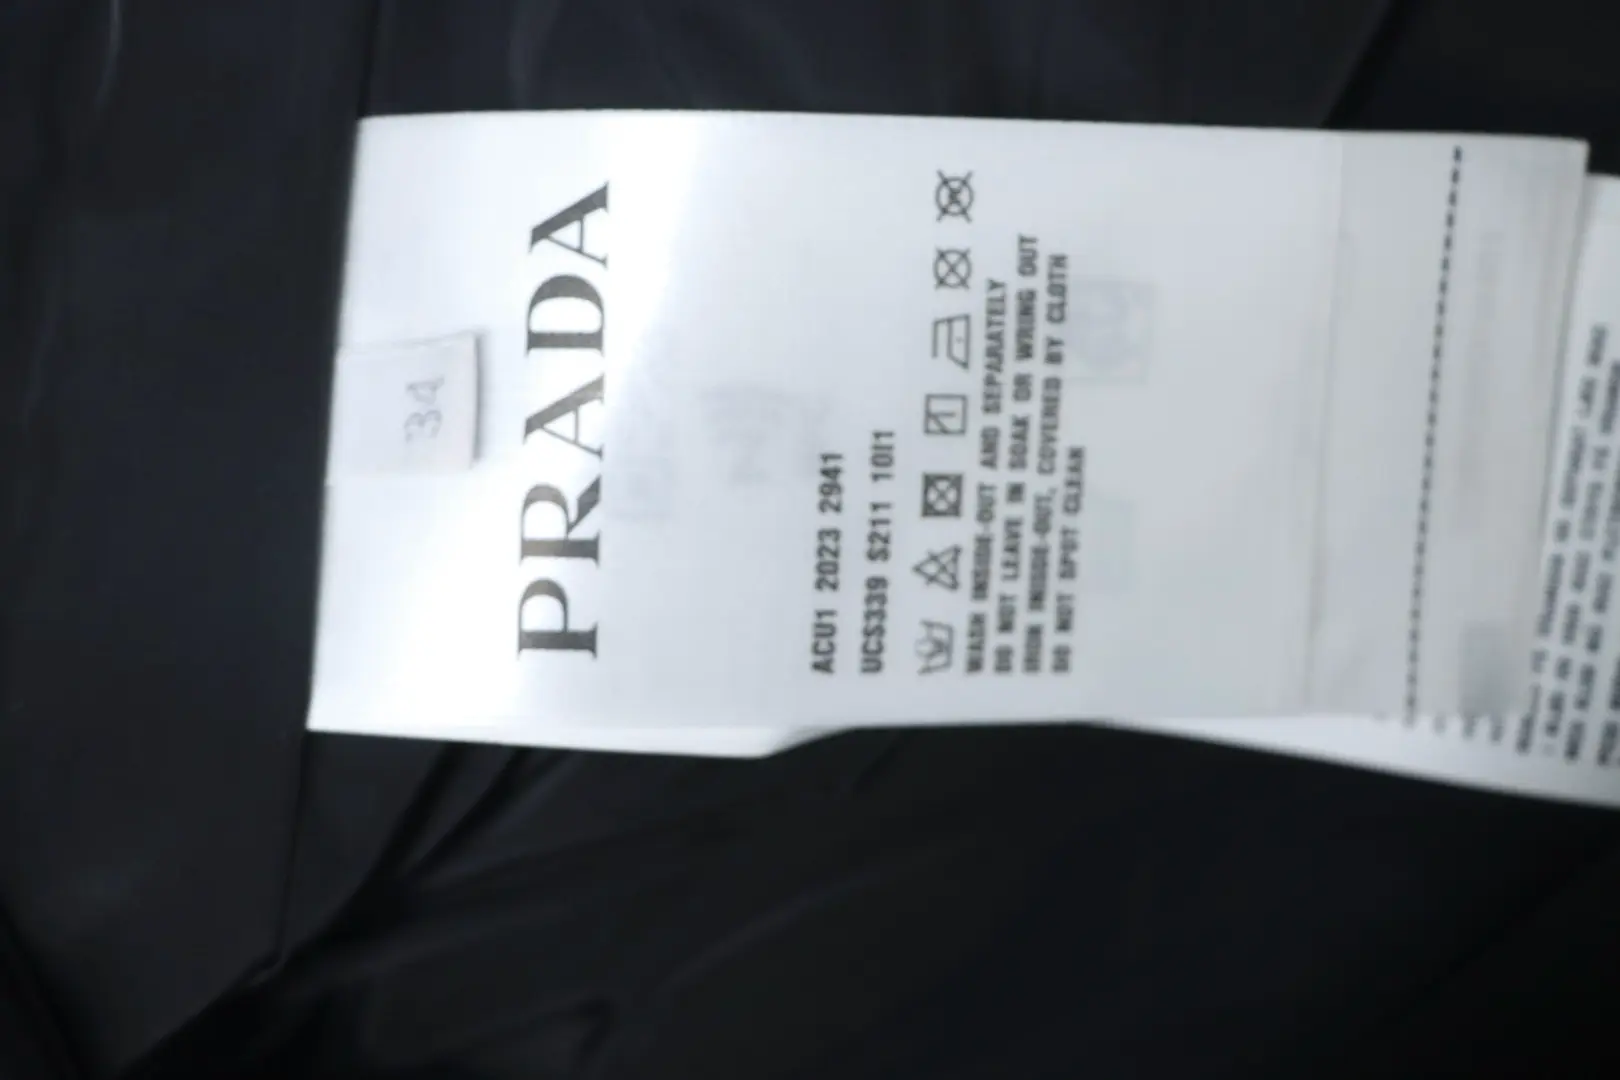 34
PRADA
ACU1 2023 2941
UCS339 S211 10I1
WASH INSIDE-OUT AND SEPARATELY
DO NOT LEAVE IN SOAK OR WRING OUT
IRON INSIDE-OUT, COVERED BY CLOTH
DO NOT SPOT CLEAN